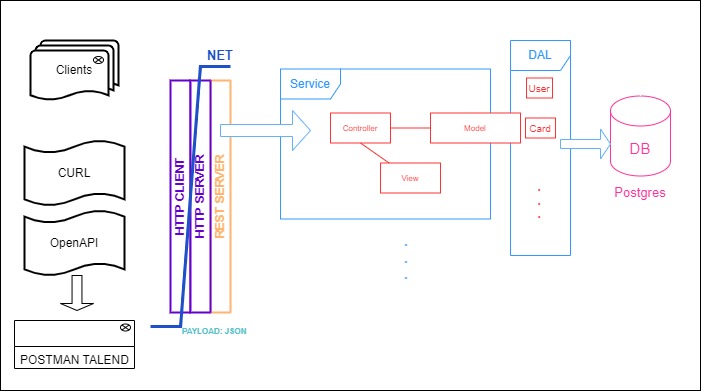 NET
Clients
CURL
OpenAPI
POSTMAN TALEND
HTTP CLIENT
HTTP SERVER
REST SERVER
PAYLOAD: JSON
Service
Controller
Model
View
DAL
User
Card
DB
Postgres